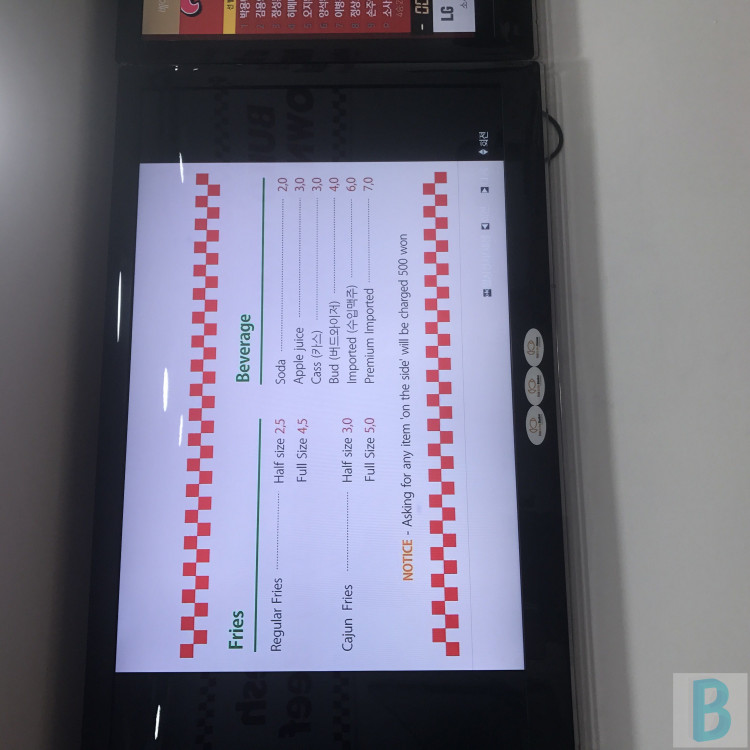 Fries
Regular Fries Half size 2,5
Full Size 4,5
Cajun Fries Half size 3,0
Full Size 5,0
Beverage
Soda 2,0
Apple juice 3,0
Cass (카스) 3,0
Bud (버드와이저) 4,0
Imported (수입맥주) 6,0
Premium Imported 7,0
NOTICE - Asking for any item 'on the side' will be charged 500 won
회전
LG
B